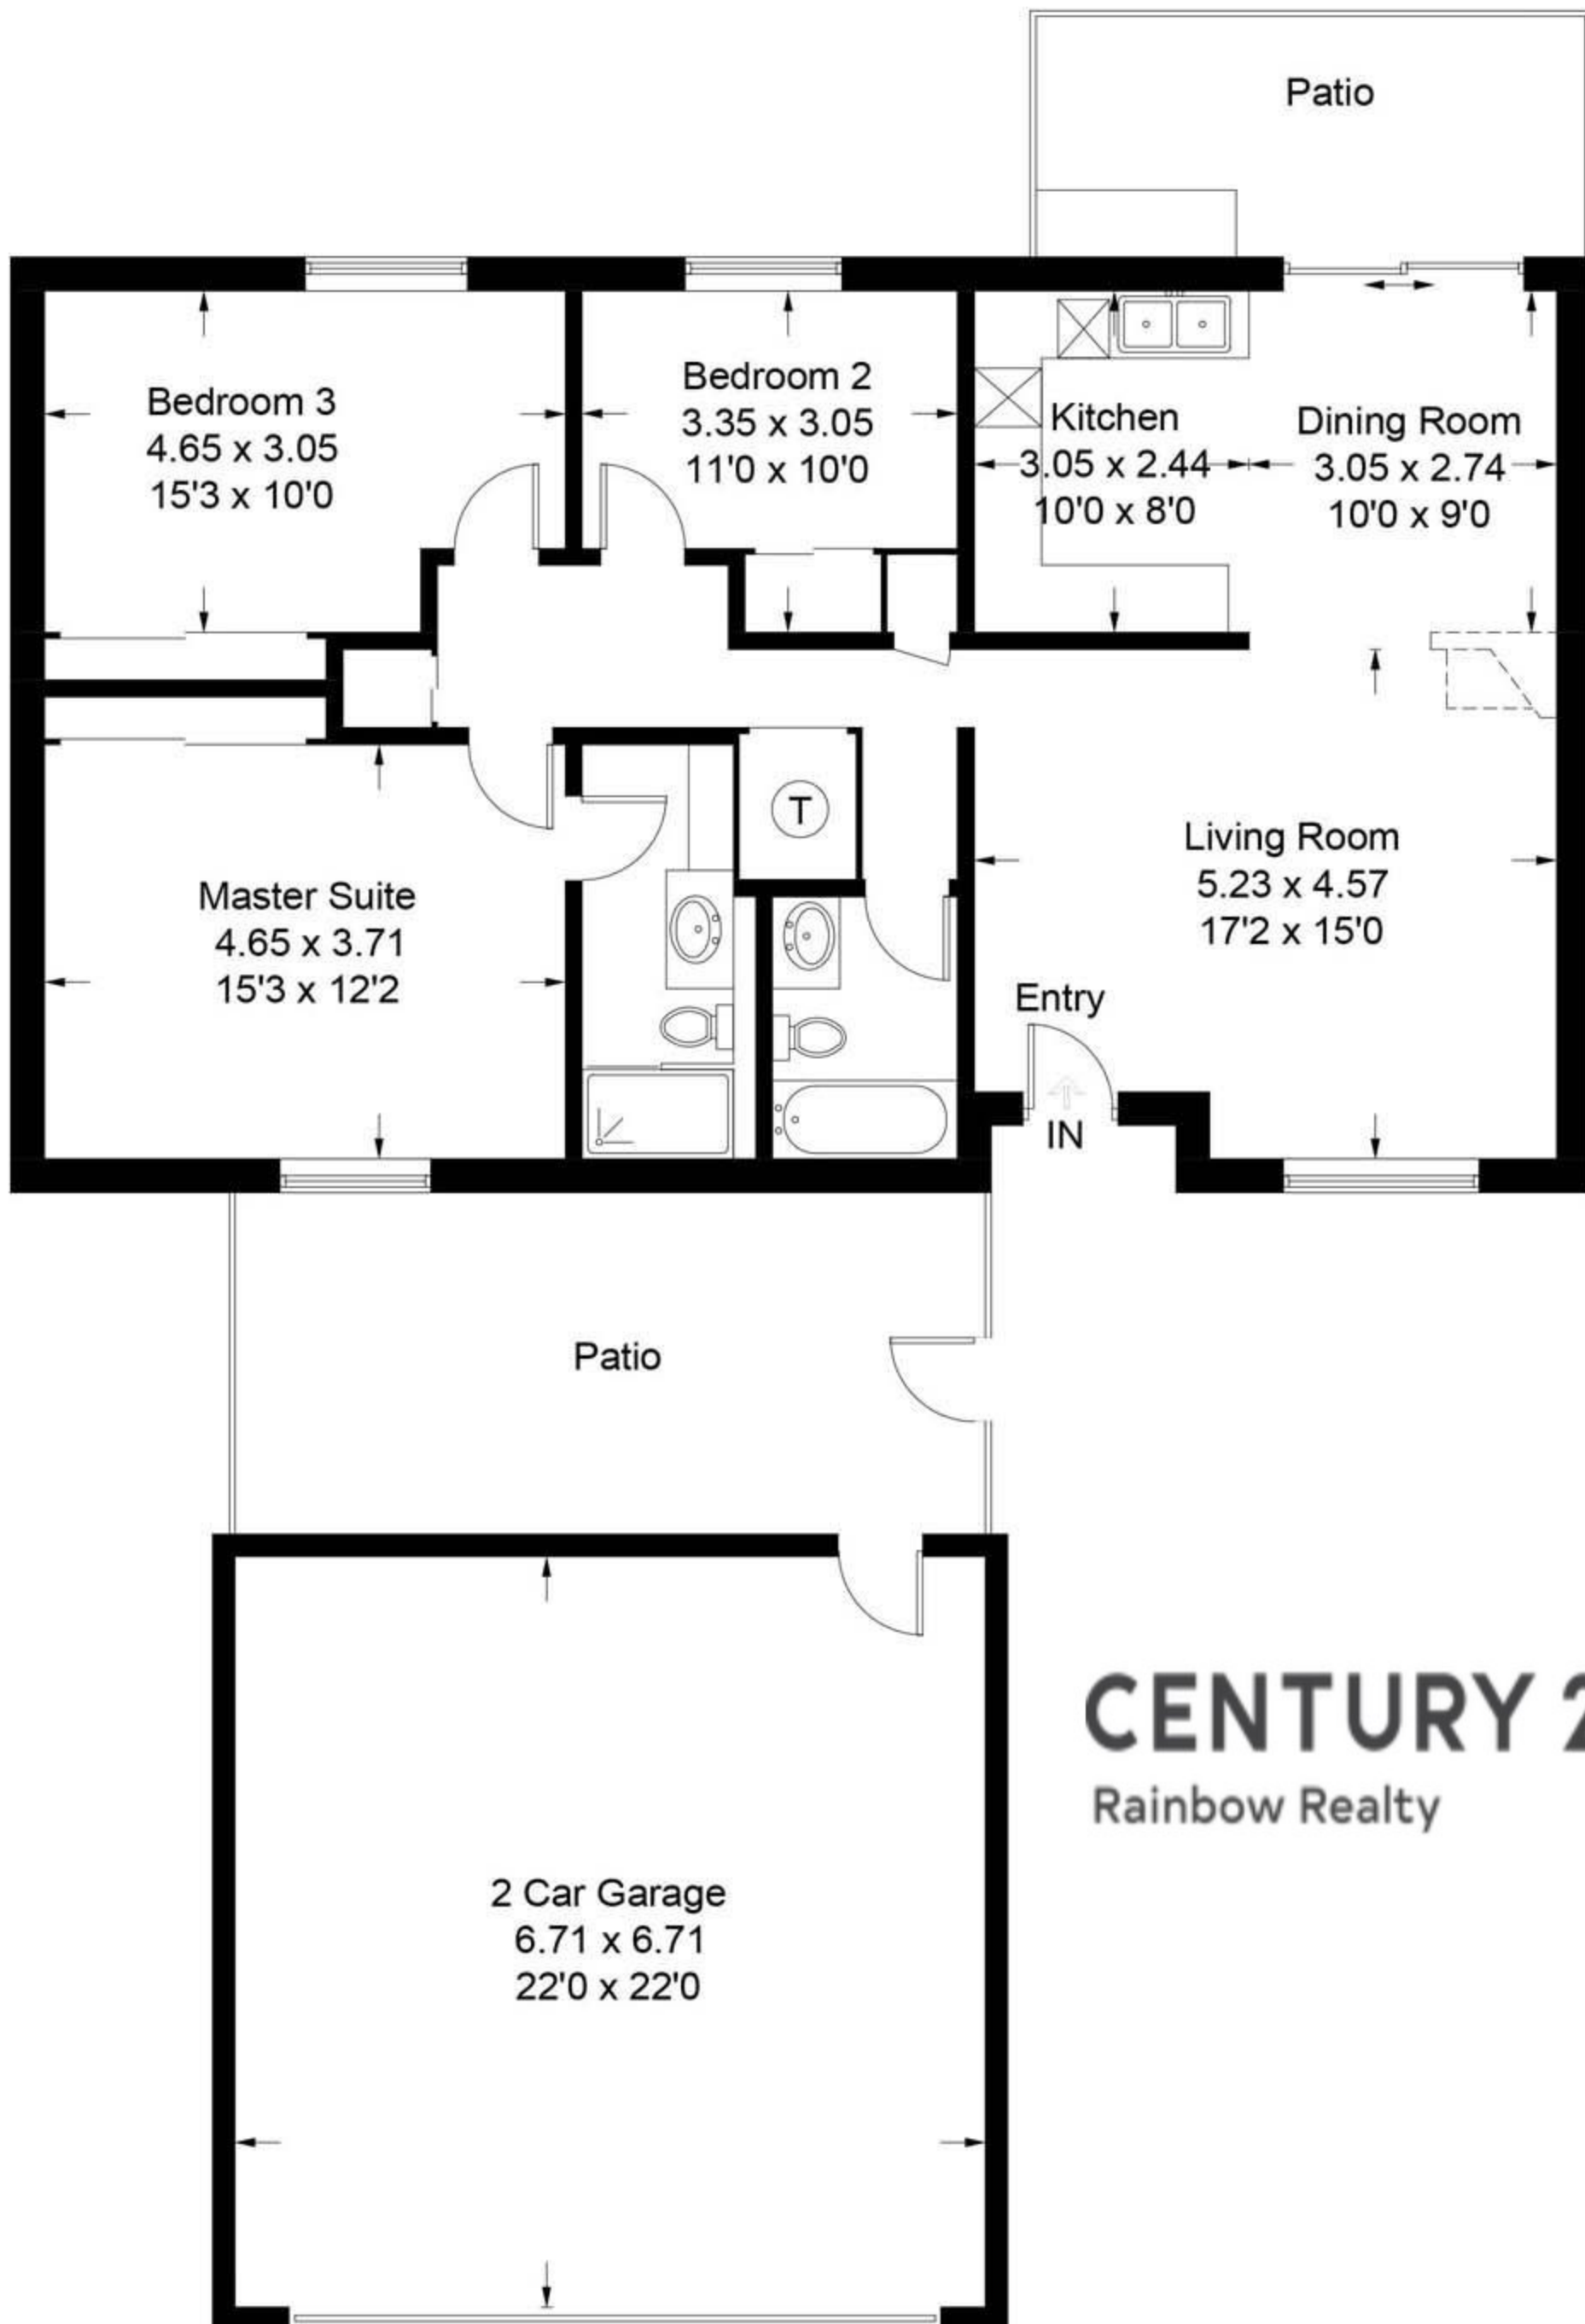 Patio
Bedroom 3
4.65 x 3.05
15'3 x 10'0
Bedroom 2
3.35 x 3.05
11'0 x 10'0
Kitchen
3.05 x 2.44
10'0 x 8'0
Dining Room
3.05 x 2.74
10'0 x 9'0
T
Master Suite
4.65 x 3.71
15'3 x 12'2
Living Room
5.23 x 4.57
17'2 x 15'0
Entry
IN
Patio
2 Car Garage
6.71 x 6.71
22'0 x 22'0
CENTURY 2
Rainbow Realty